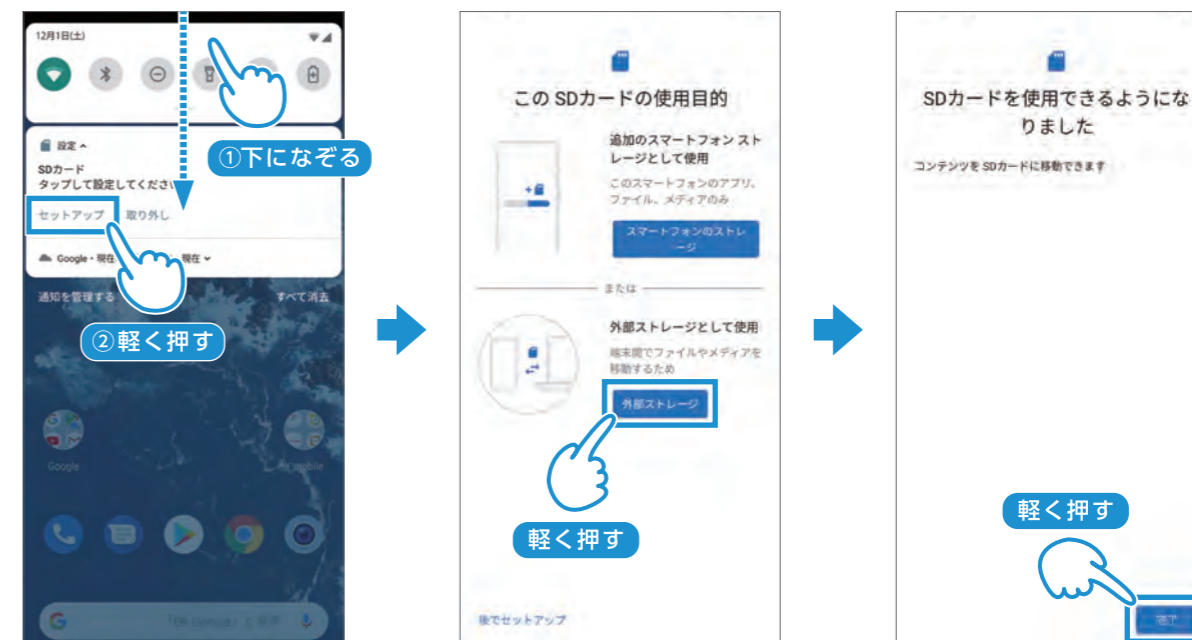 12月1日(土)
設定
SDカード
タップして設定してくださ
セットアップ 取り外し
Google・現在
現在
通知を管理する
すべて消去
①下になぞる
②軽く押す
Google
この SDカードの使用目的
追加のスマートフォン スト
レージとして使用
このスマートフォンのアプリ、
ファイル、メディアのみ
スマートフォンのストレ
ージ
または
外部ストレージとして使用
端末間でファイルやメディアを
移動するため
外部ストレージ
軽く押す
後でセットアップ
SDカードを使用できるようにな
りました
コンテンツを SDカードに移動できます
軽く押す
完了